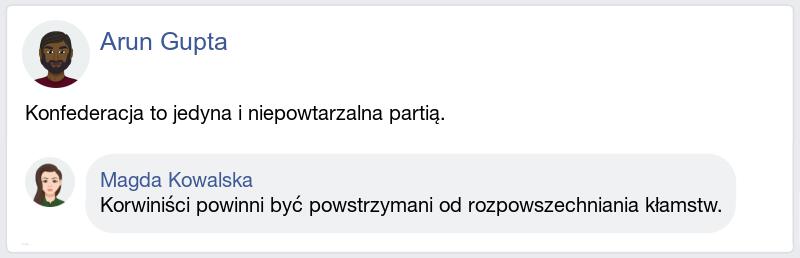 Arun Gupta
Konfederacja to jedyna i niepowtarzalna partią.
Magda Kowalska
Korwiniści powinni być powstrzymani od rozpowszechniania kłamstw.